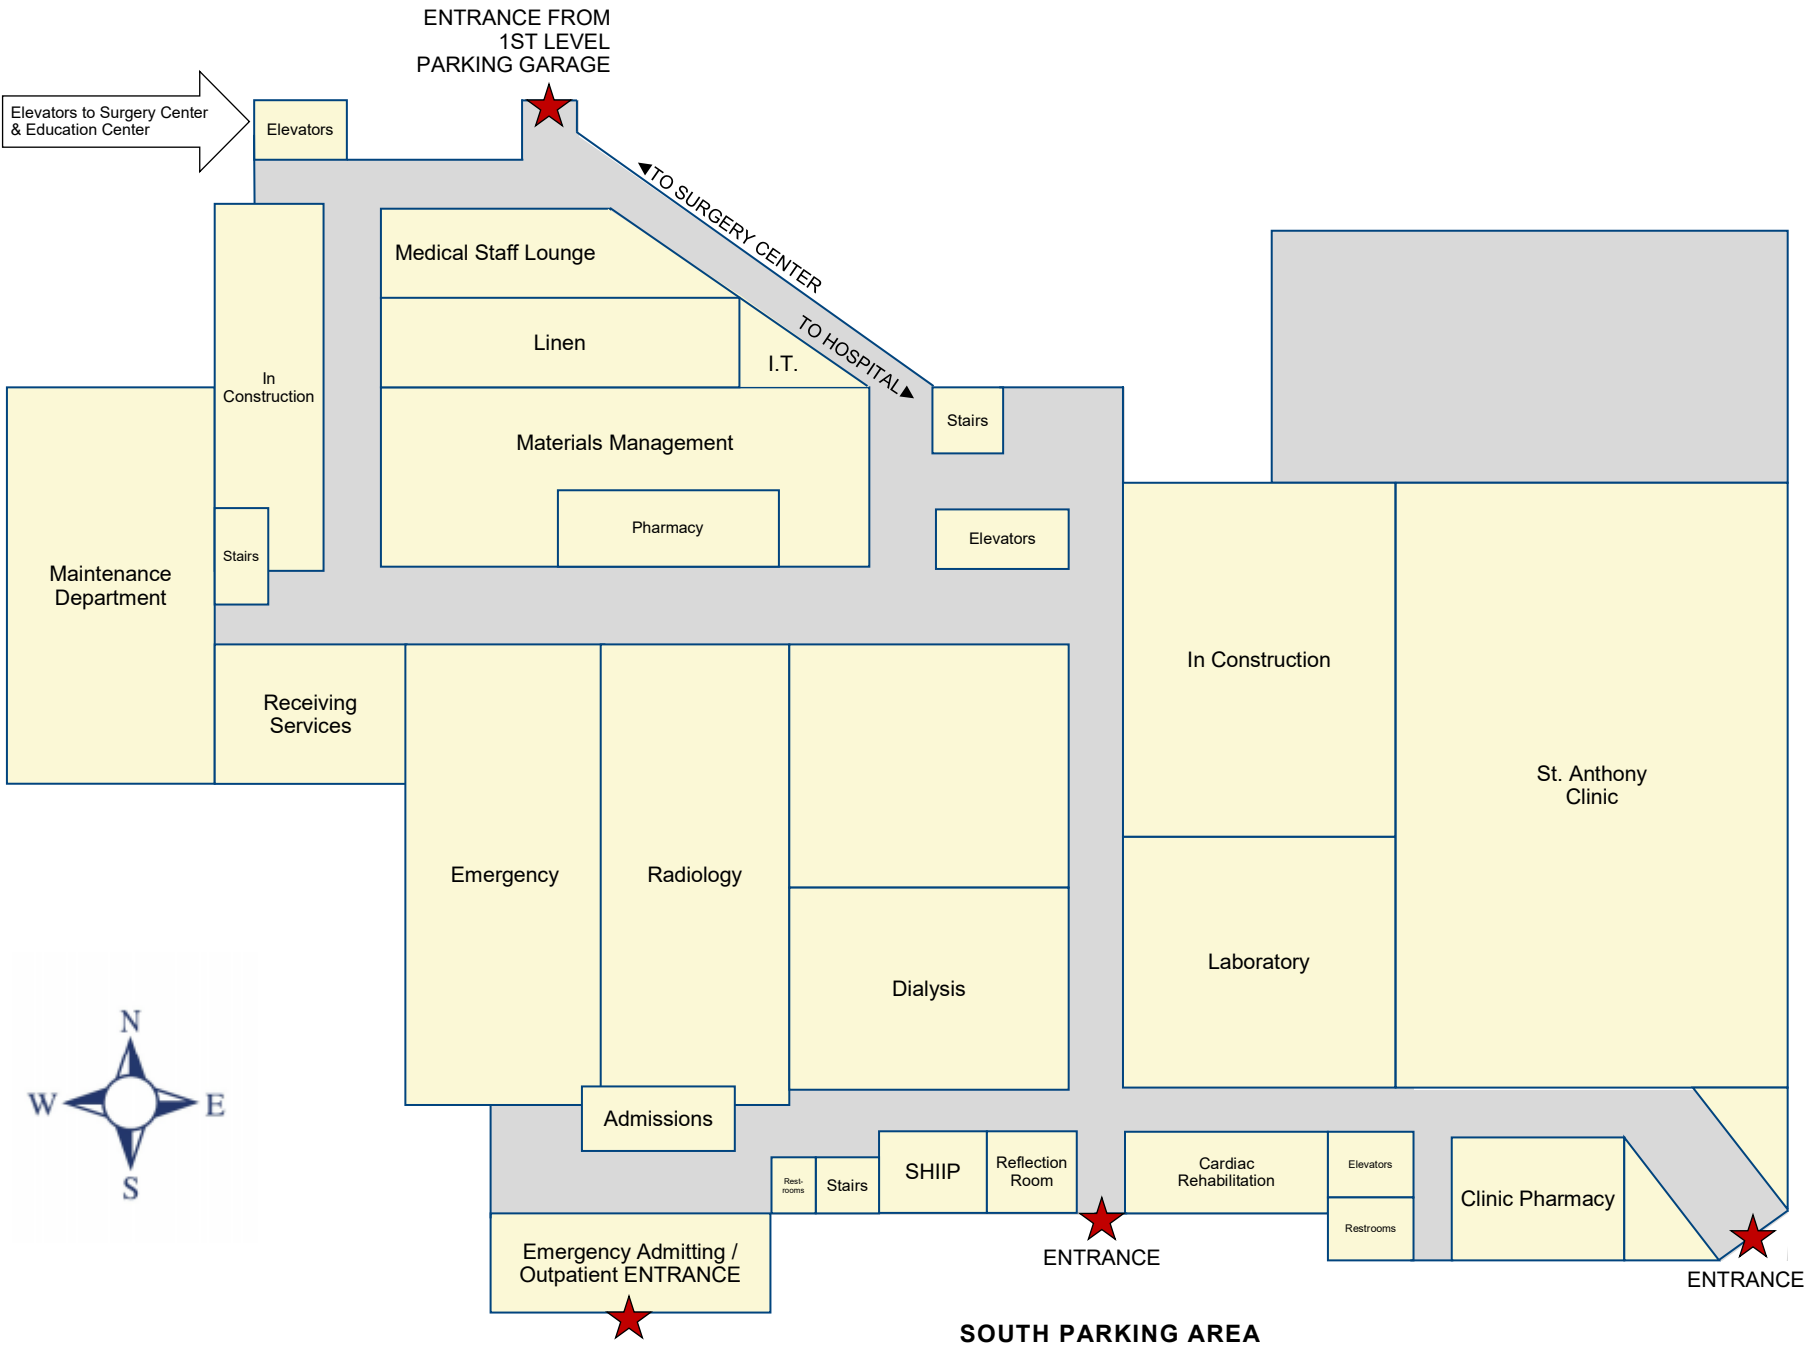 ENTRANCE FROM
1ST LEVEL
PARKING GARAGE
Elevators to Surgery Center
& Education Center
Elevators
◄TO SURGERY CENTER
TO HOSPITAL►
Medical Staff Lounge
Linen
I.T.
In
Construction
Materials Management
Stairs
Pharmacy
Elevators
Stairs
Maintenance
Department
In Construction
Receiving
Services
St. Anthony
Clinic
Emergency
Radiology
Laboratory
Dialysis
N
W
E
S
Admissions
Rest-
rooms
Stairs
SHIIP
Reflection
Room
Cardiac
Rehabilitation
Elevators
Restrooms
Clinic Pharmacy
Emergency Admitting /
Outpatient ENTRANCE
ENTRANCE
ENTRANCE
SOUTH PARKING AREA